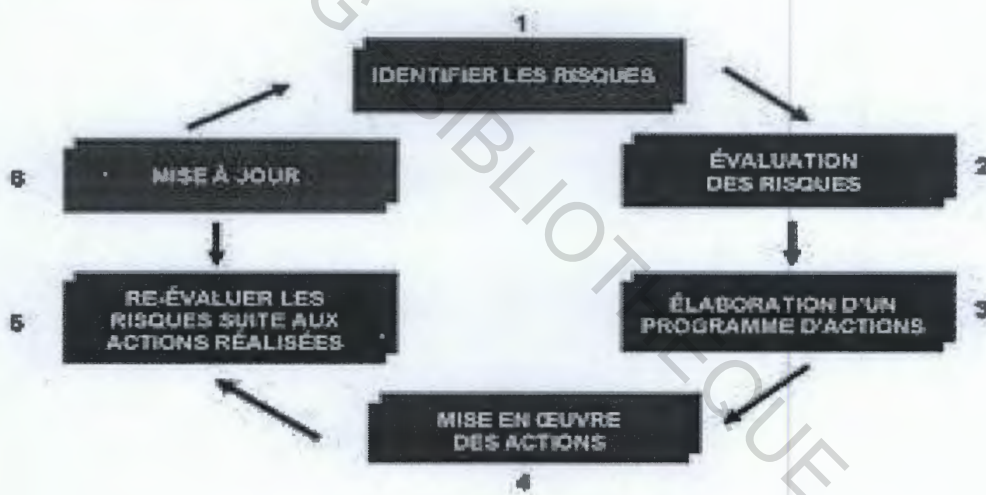 1
IDENTIFIER LES RISQUES
2
ÉVALUATION
DES RISQUES
3
ÉLABORATION D'UN
PROGRAMME D'ACTIONS
4
MISE EN ŒUVRE
DES ACTIONS
5
RE-ÉVALUER LES
RISQUES SUITE AUX
ACTIONS RÉALISÉES
6
MISE À JOUR
BIBLIOTHEQUE